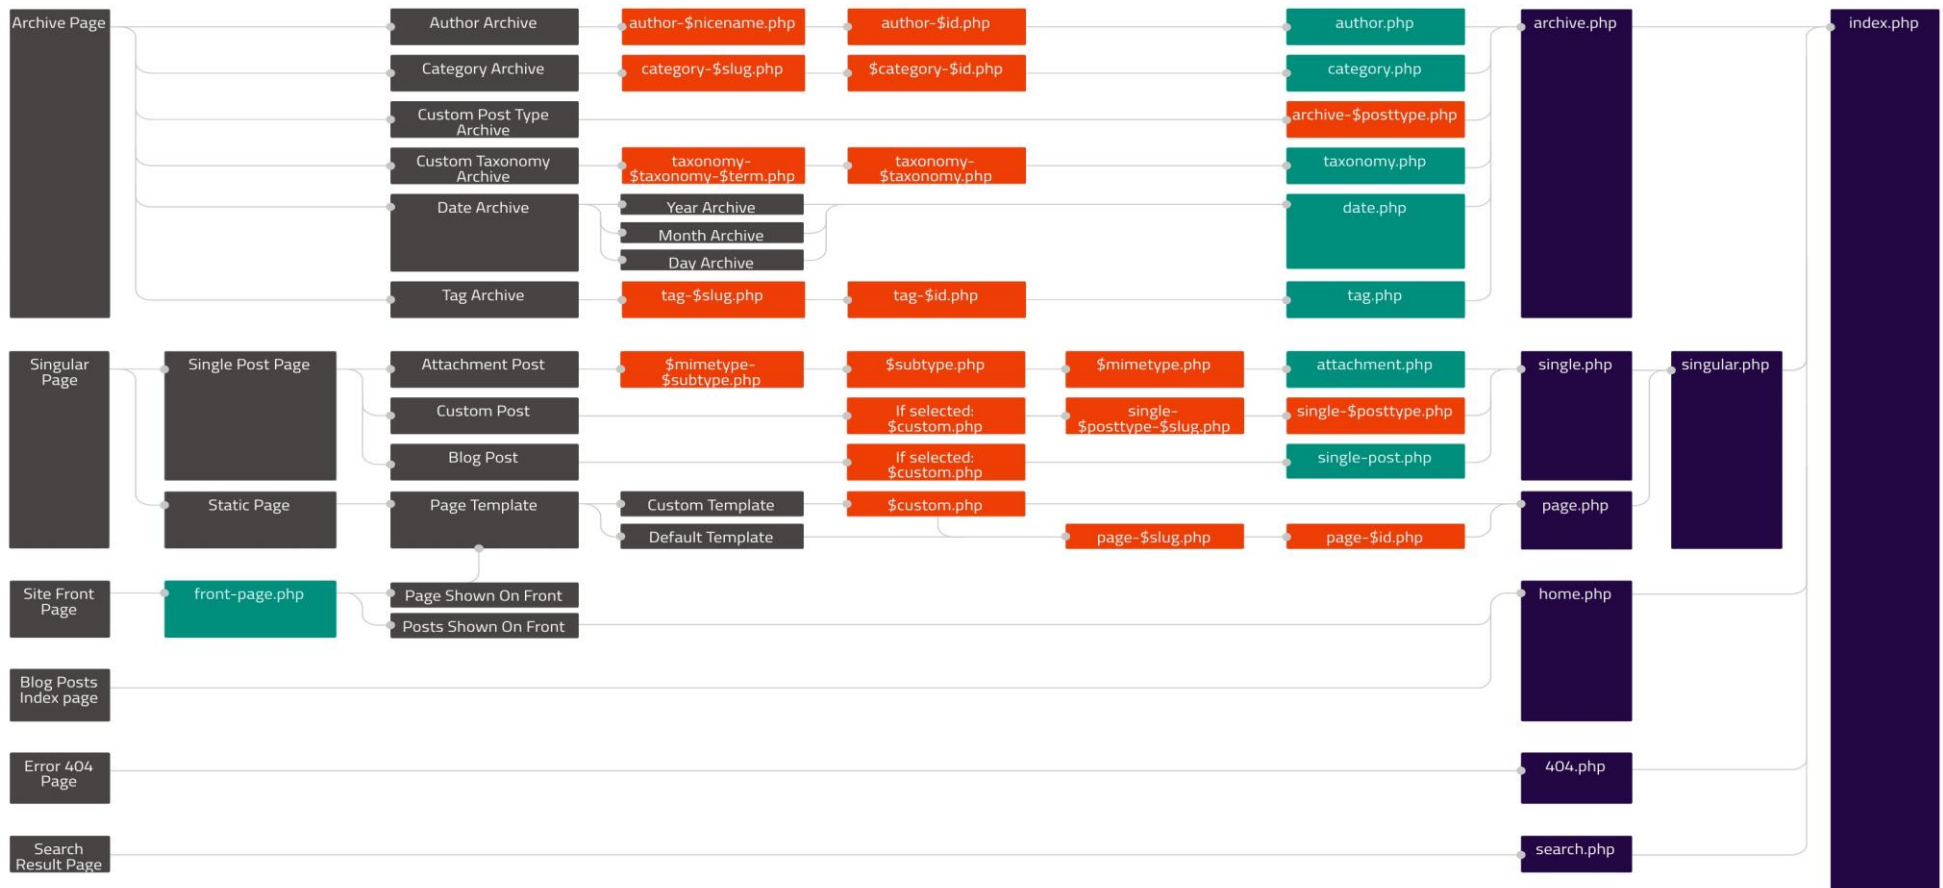 Archive Page
Author Archive
author-$nicename.php
author-$id.php
author.php
archive.php
index.php
Category Archive
category-$slug.php
$category-$id.php
category.php
Custom Post Type
Archive
archive-$posttype.php
Custom Taxonomy
Archive
taxonomy-
$taxonomy-$term.php
taxonomy-
$taxonomy.php
taxonomy.php
Date Archive
Year Archive
Month Archive
Day Archive
date.php
Tag Archive
tag-$slug.php
tag-$id.php
tag.php
Singular
Page
Single Post Page
Attachment Post
$mimetype-
$subtype.php
$subtype.php
$mimetype.php
attachment.php
single.php
singular.php
Custom Post
If selected:
$custom.php
single-
$posttype-$slug.php
single-$posttype.php
Blog Post
If selected:
$custom.php
single-post.php
Static Page
Page Template
Custom Template
$custom.php
page.php
Default Template
page-$slug.php
page-$id.php
Site Front
Page
front-page.php
Page Shown On Front
Posts Shown On Front
home.php
Blog Posts
Index page
Error 404
Page
404.php
Search
Result Page
search.php